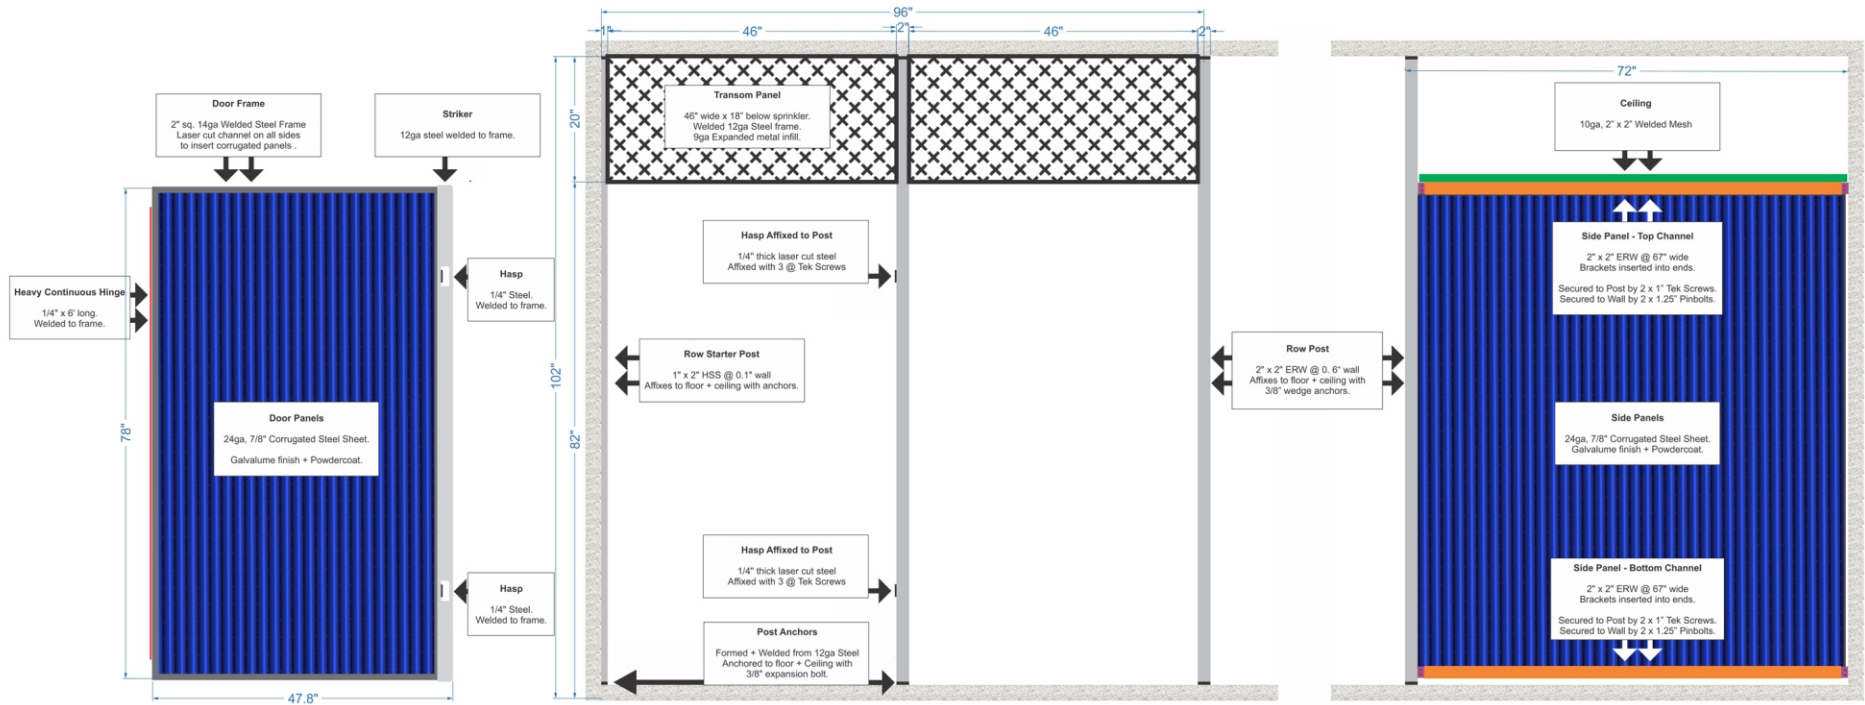 Door Frame
2" sq. 14ga Welded Steel Frame
Laser cut channel on all sides
to insert corrugated panels .
Striker
12ga steel welded to frame.
Heavy Continuous Hinge
1/4" x 6' long.
Welded to frame.
78"
Hasp
1/4" Steel.
Welded to frame.
Door Panels
24ga, 7/8" Corrugated Steel Sheet.
Galvalume finish + Powdercoat.
Hasp
1/4" Steel.
Welded to frame.
47.8"
96"
1"
46"
2"
46"
2"
102"
20"
82"
Transom Panel
46" wide x 18" below sprinkler.
Welded 12ga Steel frame.
9ga Expanded metal infill.
Hasp Affixed to Post
1/4" thick laser cut steel
Affixed with 3 @ Tek Screws
Row Starter Post
1" x 2" HSS @ 0.1" wall
Affixes to floor + ceiling with anchors.
Hasp Affixed to Post
1/4" thick laser cut steel
Affixed with 3 @ Tek Screws
Post Anchors
Formed + Welded from 12ga Steel
Anchored to floor + Ceiling with
3/8" expansion bolt.
Row Post
2" x 2" ERW @ 0. 6" wall
Affixes to floor + ceiling with
3/8" wedge anchors.
72"
Ceiling
10ga, 2" x 2" Welded Mesh
Side Panel - Top Channel
2" x 2" ERW @ 67" wide
Brackets inserted into ends.
Secured to Post by 2 x 1" Tek Screws.
Secured to Wall by 2 x 1.25" Pinbolts.
Side Panels
24ga, 7/8" Corrugated Steel Sheet.
Galvalume finish + Powdercoat.
Side Panel - Bottom Channel
2" x 2" ERW @ 67" wide
Brackets inserted into ends.
Secured to Post by 2 x 1" Tek Screws.
Secured to Wall by 2 x 1.25" Pinbolts.